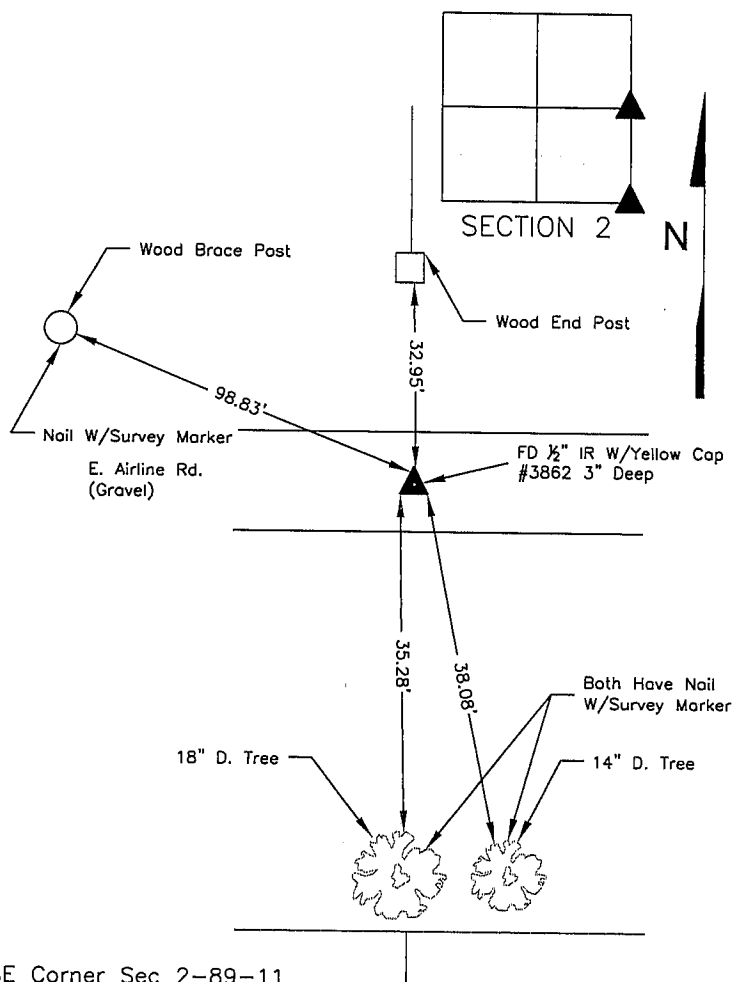 SECTION 2
N
Wood Brace Post
Wood End Post
32.95'
98.83'
Nail W/Survey Marker
E. Airline Rd.
(Gravel)
FD ½" IR W/Yellow Cap
#3862 3" Deep
35.28'
38.08'
Both Have Nail
W/Survey Marker
18" D. Tree
14" D. Tree
SE Corner Sec 2-89-11